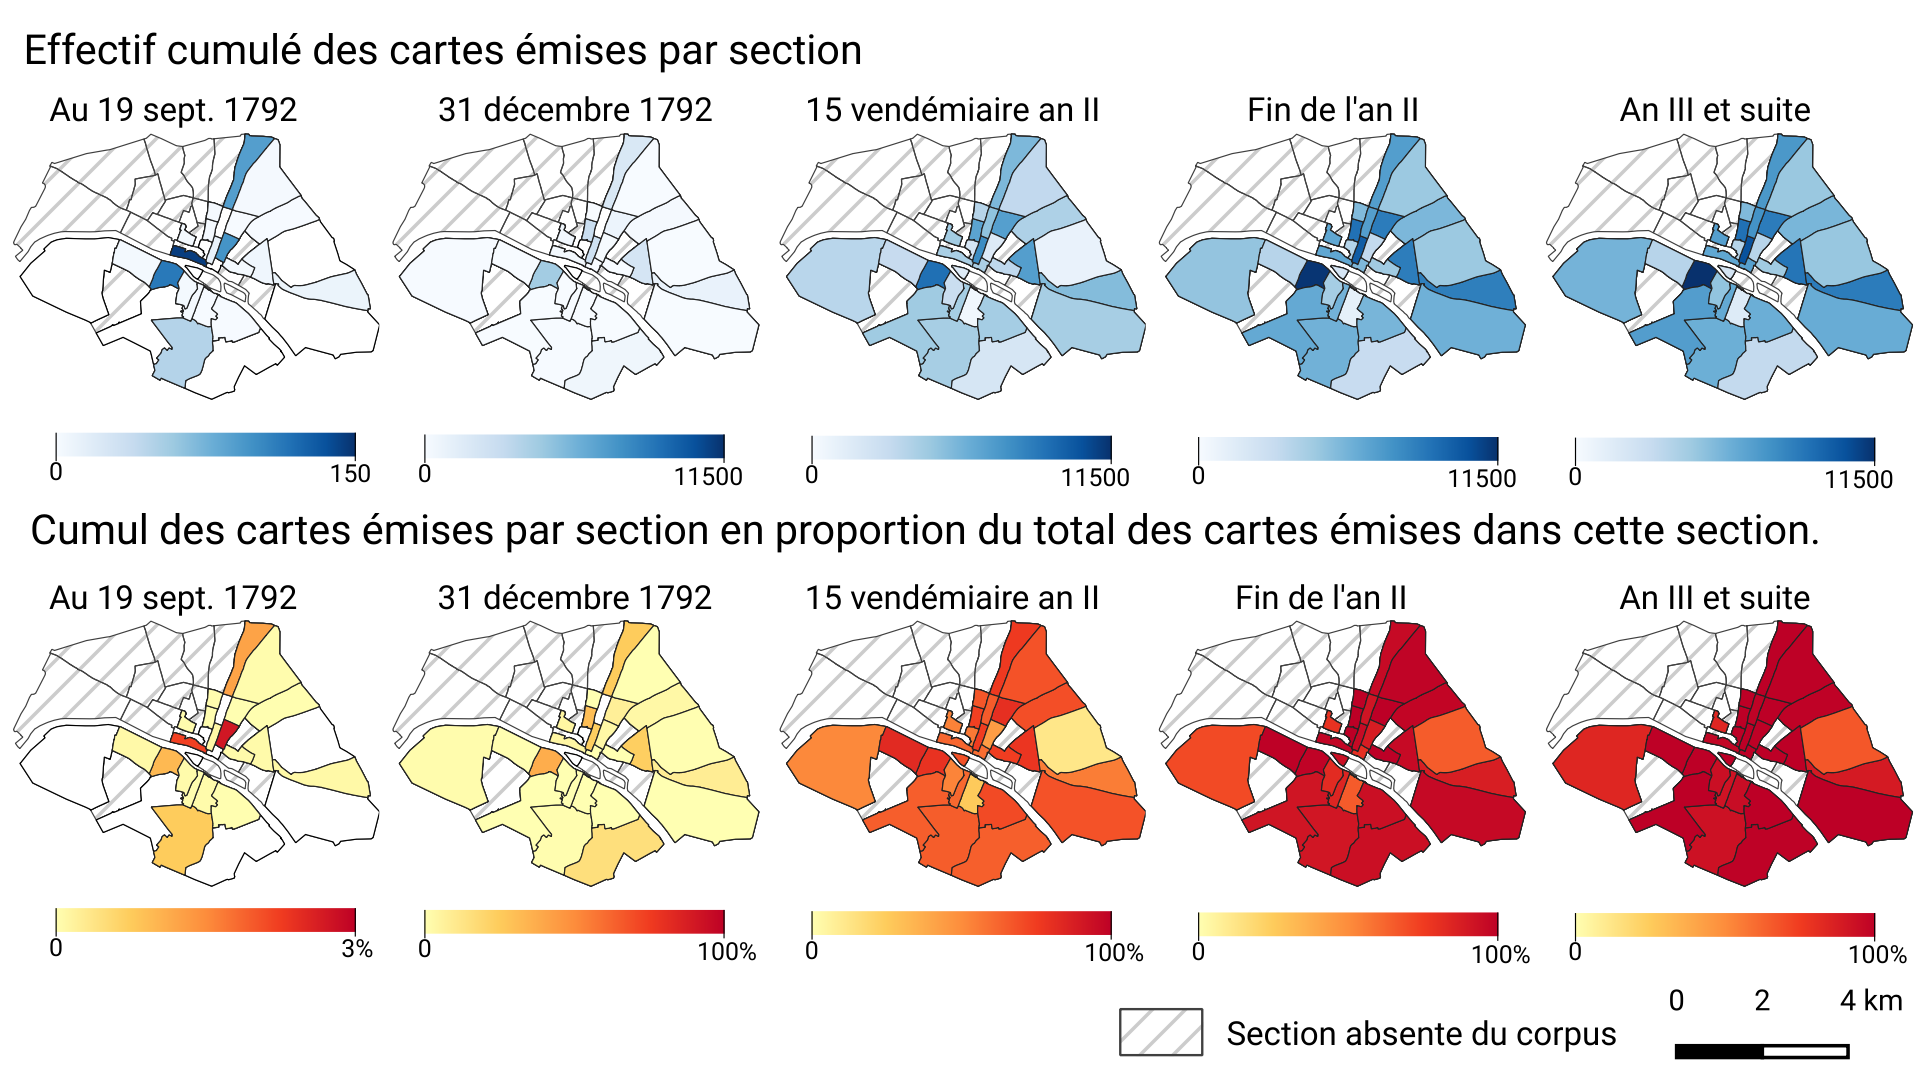 Effectif cumulé des cartes émises par section
Au 19 sept. 1792 31 décembre 1792 15 vendémiaire an II Fin de l'an II An III et suite
0 150 0 11500 0 11500 0 11500 0 11500
Cumul des cartes émises par section en proportion du total des cartes émises dans cette section.
Au 19 sept. 1792 31 décembre 1792 15 vendémiaire an II Fin de l'an II An III et suite
0 3% 0 100% 0 100% 0 100% 0 100%
0 2 4 km
Section absente du corpus